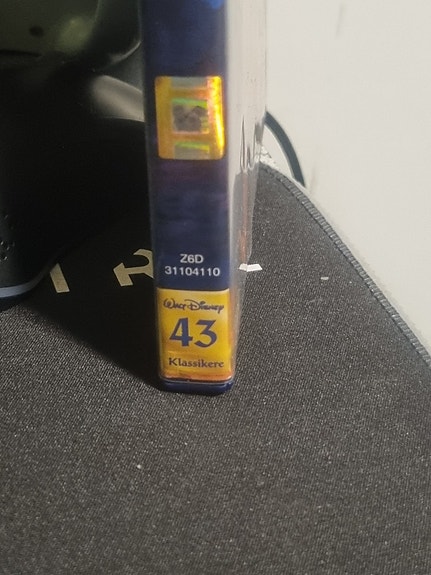 Z6D
31104110
Walt Disney
43
Klassikere